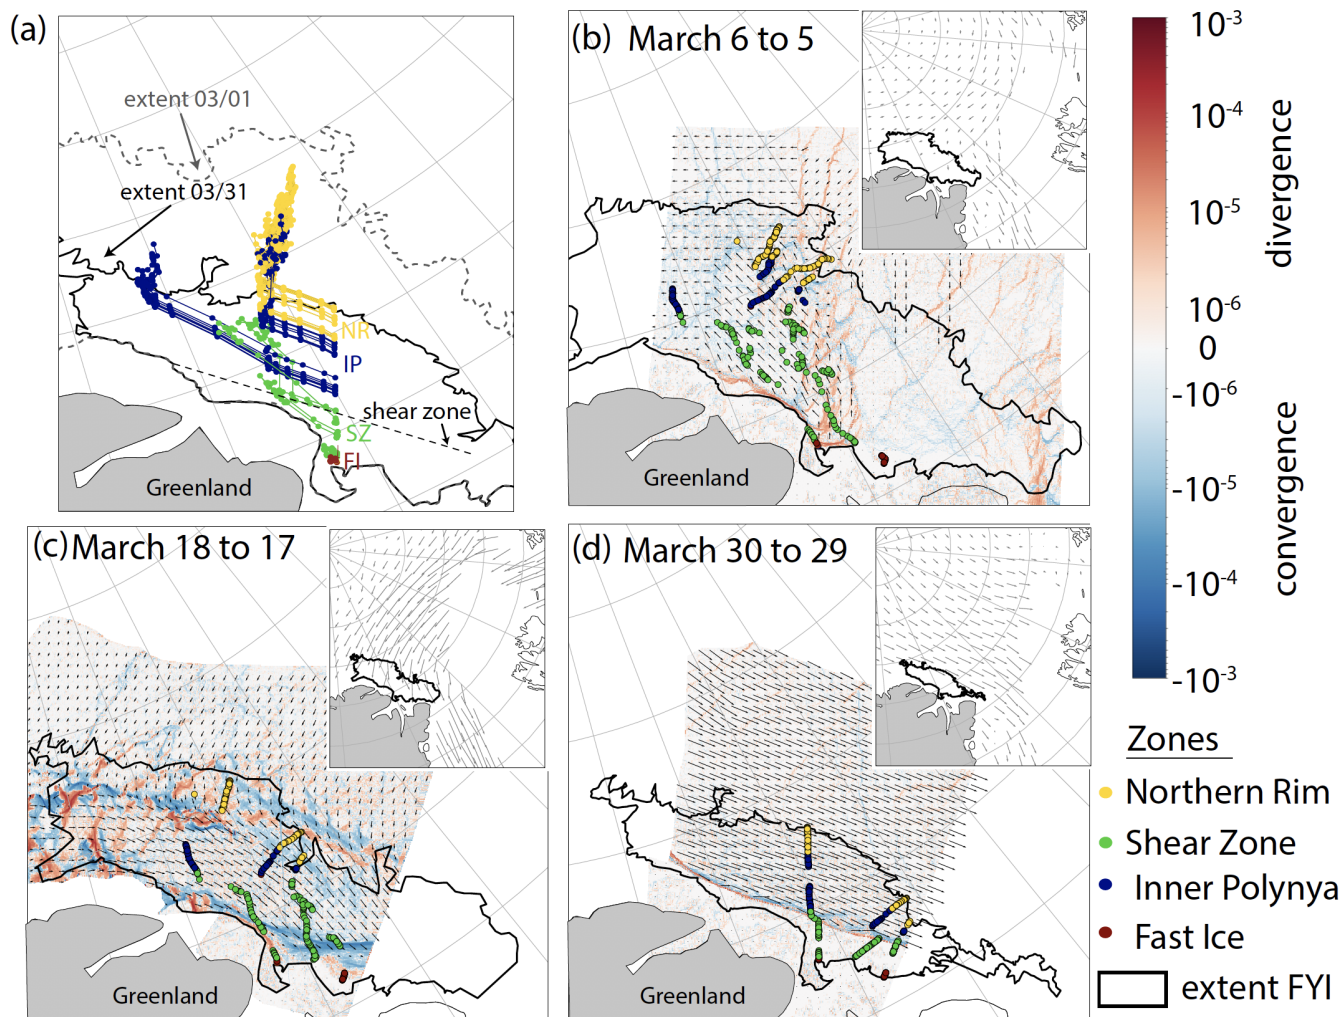 (a)
extent 03/01
extent 03/31
NR
IP
shear zone
SZ
FI
Greenland
(b) March 6 to 5
Greenland
(c) March 18 to 17
Greenland
(d) March 30 to 29
Greenland
10-3
10-4
10-5
10-6
0
-10-6
-10-5
-10-4
-10-3
divergence
convergence
Zones
Northern Rim
Shear Zone
Inner Polynya
Fast Ice
extent FYI